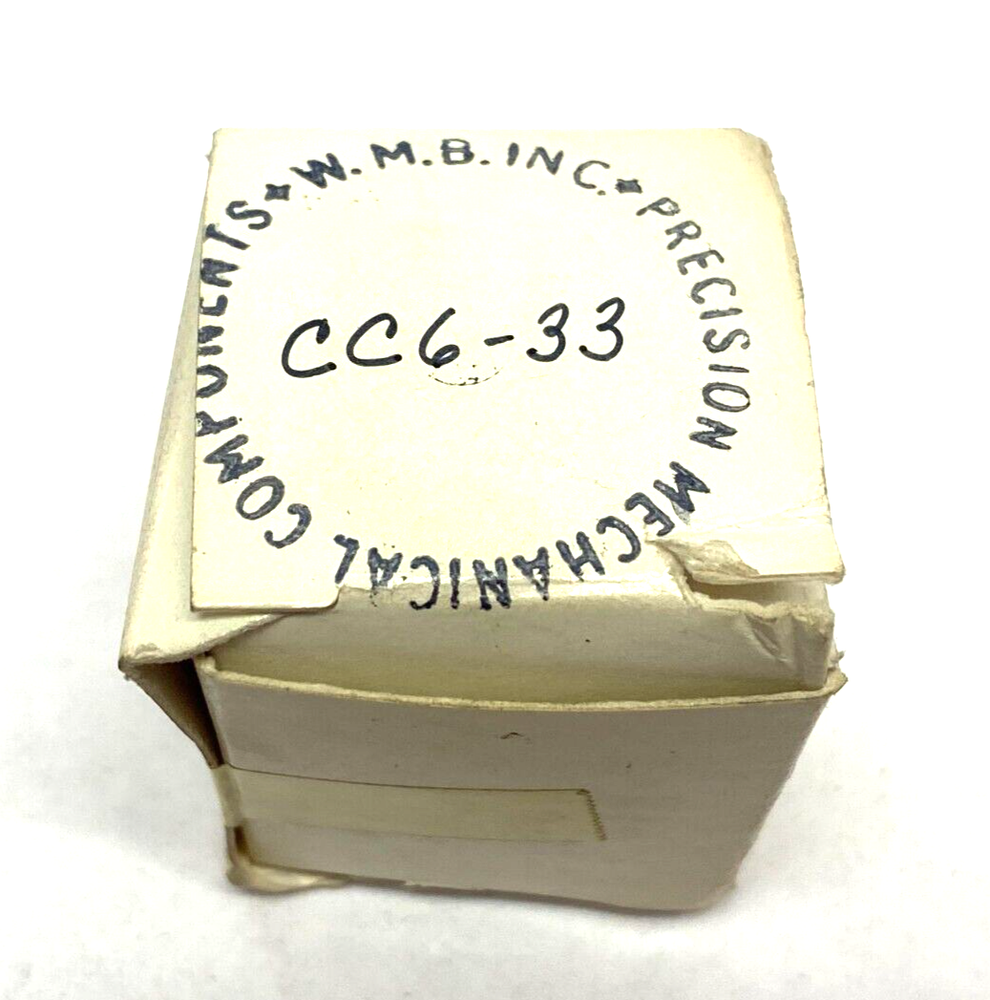 ★ W. M. B. INC. ★ PRECISION MECHANICAL COMPONENTS
CC6-33